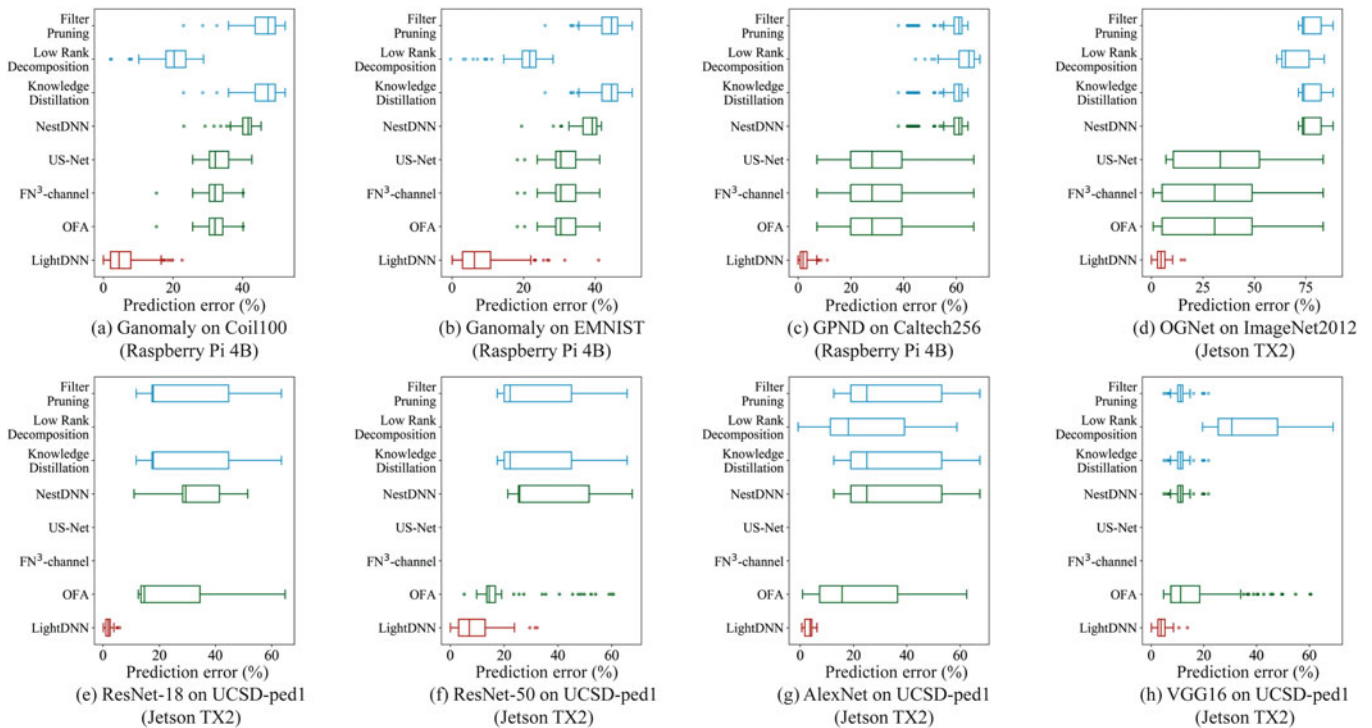 Filter
Pruning
Low Rank
Decomposition
Knowledge
Distillation
NestDNN
US-Net
FN³-channel
OFA
LightDNN
0 20 40
Prediction error (%)
(a) Ganomaly on Coil100
(Raspberry Pi 4B)
Filter
Pruning
Low Rank
Decomposition
Knowledge
Distillation
NestDNN
US-Net
FN³-channel
OFA
LightDNN
0 20 40
Prediction error (%)
(b) Ganomaly on EMNIST
(Raspberry Pi 4B)
Filter
Pruning
Low Rank
Decomposition
Knowledge
Distillation
NestDNN
US-Net
FN³-channel
OFA
LightDNN
0 20 40 60
Prediction error (%)
(c) GPND on Caltech256
(Raspberry Pi 4B)
Filter
Pruning
Low Rank
Decomposition
Knowledge
Distillation
NestDNN
US-Net
FN³-channel
OFA
LightDNN
0 25 50 75
Prediction error (%)
(d) OGNet on ImageNet2012
(Jetson TX2)
Filter
Pruning
Low Rank
Decomposition
Knowledge
Distillation
NestDNN
US-Net
FN³-channel
OFA
LightDNN
0 20 40 60
Prediction error (%)
(e) ResNet-18 on UCSD-ped1
(Jetson TX2)
Filter
Pruning
Low Rank
Decomposition
Knowledge
Distillation
NestDNN
US-Net
FN³-channel
OFA
LightDNN
0 20 40 60
Prediction error (%)
(f) ResNet-50 on UCSD-ped1
(Jetson TX2)
Filter
Pruning
Low Rank
Decomposition
Knowledge
Distillation
NestDNN
US-Net
FN³-channel
OFA
LightDNN
0 20 40 60
Prediction error (%)
(g) AlexNet on UCSD-ped1
(Jetson TX2)
Filter
Pruning
Low Rank
Decomposition
Knowledge
Distillation
NestDNN
US-Net
FN³-channel
OFA
LightDNN
0 20 40 60
Prediction error (%)
(h) VGG16 on UCSD-ped1
(Jetson TX2)